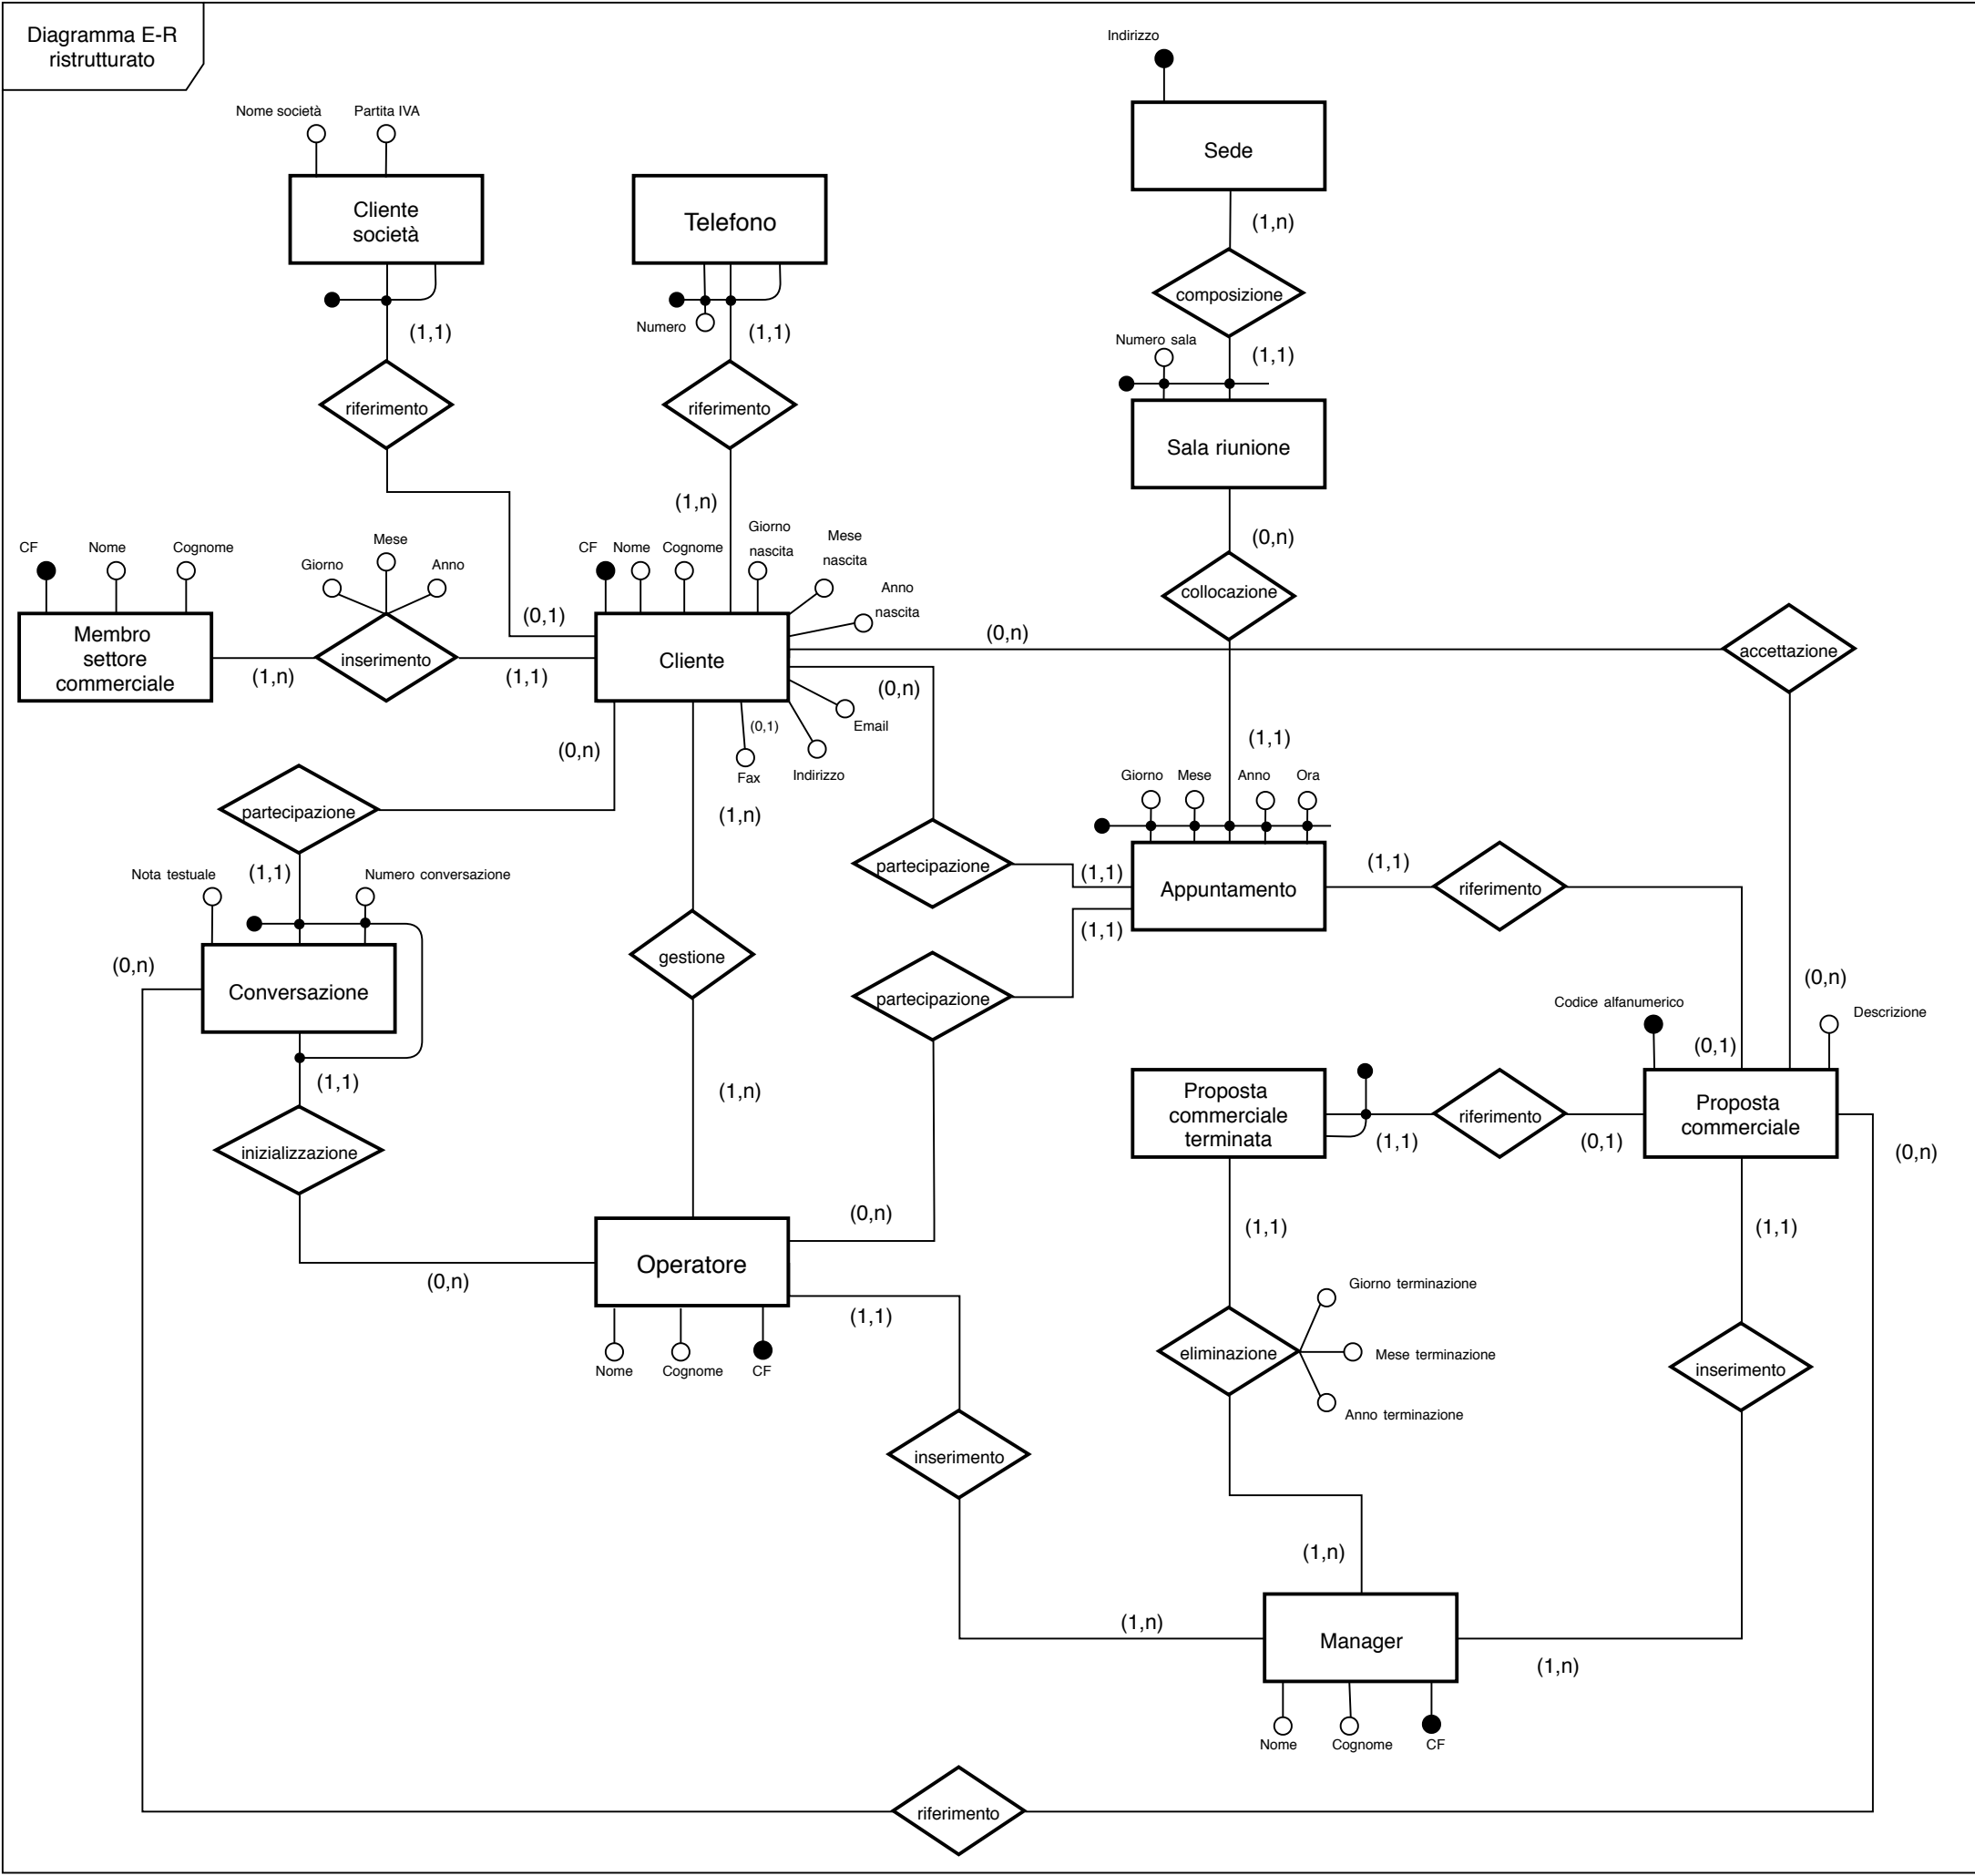 Diagramma E-R
ristrutturato
Indirizzo
Sede
(1,n)
composizione
Numero sala
(1,1)
Sala riunione
(0,n)
collocazione
(1,1)
Nome società
Partita IVA
Cliente
società
(1,1)
riferimento
(0,1)
Telefono
Numero
(1,1)
riferimento
(1,n)
CF
Nome
Cognome
Membro
settore
commerciale
(1,n)
Giorno
Mese
Anno
inserimento
(1,1)
CF
Nome
Cognome
Giorno
nascita
Mese
nascita
Anno
nascita
Cliente
(0,n)
accettazione
(0,n)
(0,n)
Email
Indirizzo
(0,1)
Fax
(0,n)
(1,n)
partecipazione
(1,1)
Nota testuale
Numero conversazione
Conversazione
(0,n)
(1,1)
inizializzazione
(0,n)
gestione
(1,n)
partecipazione
(1,1)
Giorno
Mese
Anno
Ora
Appuntamento
(1,1)
riferimento
(0,1)
(1,1)
partecipazione
(0,n)
Codice alfanumerico
Descrizione
Proposta
commerciale
(0,n)
Proposta
commerciale
terminata
(1,1)
riferimento
(0,1)
(1,1)
(1,1)
Operatore
Nome
Cognome
CF
(1,1)
inserimento
(1,n)
Giorno terminazione
Mese terminazione
Anno terminazione
eliminazione
(1,n)
inserimento
(1,n)
Manager
Nome
Cognome
CF
riferimento